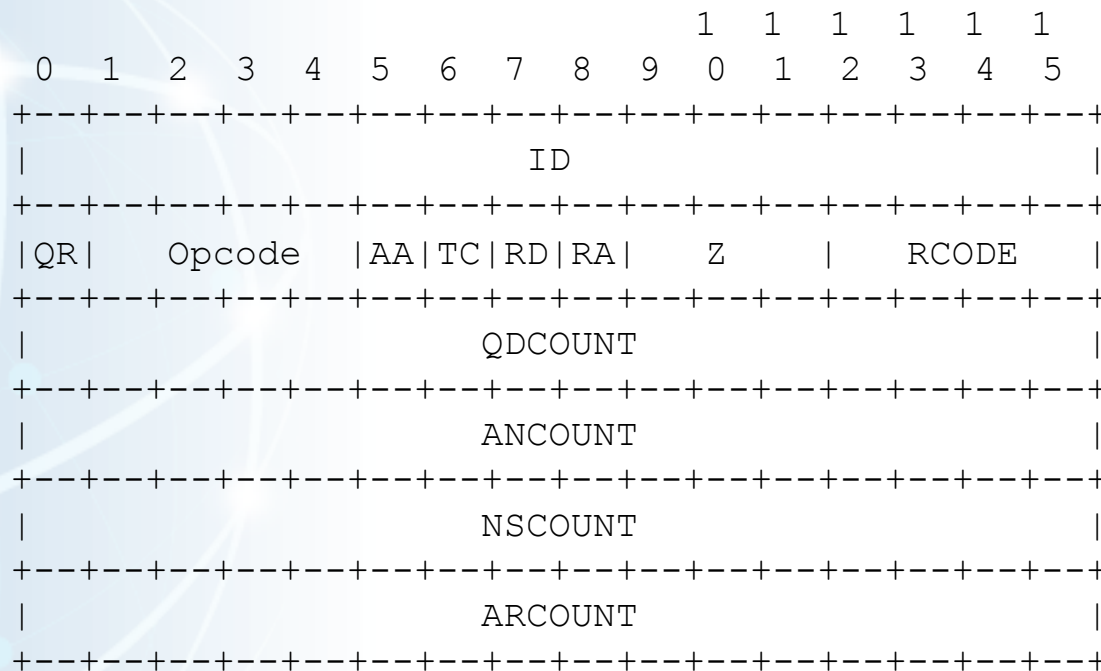 1  1  1  1  1  1
  0  1  2  3  4  5  6  7  8  9  0  1  2  3  4  5
+--+--+--+--+--+--+--+--+--+--+--+--+--+--+--+--+
|                      ID                       |
+--+--+--+--+--+--+--+--+--+--+--+--+--+--+--+--+
|QR|   Opcode  |AA|TC|RD|RA|   Z    |   RCODE   |
+--+--+--+--+--+--+--+--+--+--+--+--+--+--+--+--+
|                    QDCOUNT                    |
+--+--+--+--+--+--+--+--+--+--+--+--+--+--+--+--+
|                    ANCOUNT                    |
+--+--+--+--+--+--+--+--+--+--+--+--+--+--+--+--+
|                    NSCOUNT                    |
+--+--+--+--+--+--+--+--+--+--+--+--+--+--+--+--+
|                    ARCOUNT                    |
+--+--+--+--+--+--+--+--+--+--+--+--+--+--+--+--+